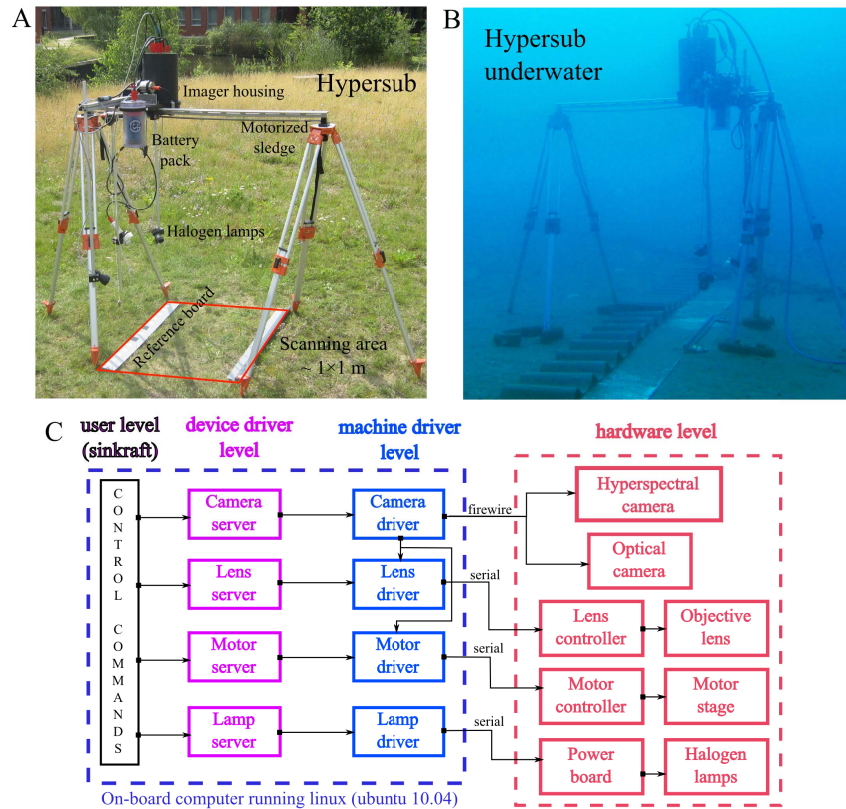 A
Hypersub
Imager housing
Battery
pack
Motorized
sledge
Halogen lamps
Reference board
Scanning area
~ 1×1 m
B
Hypersub
underwater
C
user level
(sinkraft)
device driver
level
machine driver
level
hardware level
CONTROL COMMANDS
Camera
server
Camera
driver
firewire
Hyperspectral
camera
Optical
camera
Lens
server
Lens
driver
serial
Lens
controller
Objective
lens
Motor
server
Motor
driver
serial
Motor
controller
Motor
stage
Lamp
server
Lamp
driver
serial
Power
board
Halogen
lamps
On-board computer running linux (ubuntu 10.04)